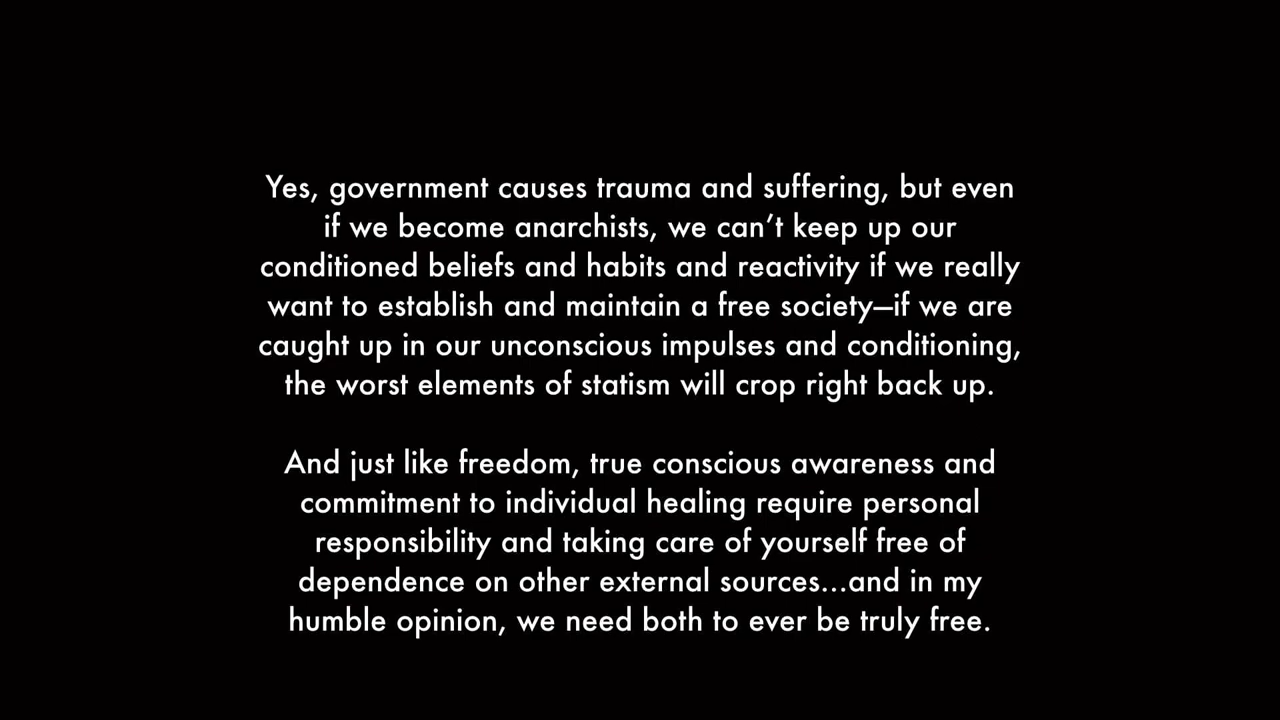 Yes, government causes trauma and suffering, but even
if we become anarchists, we can’t keep up our
conditioned beliefs and habits and reactivity if we really
want to establish and maintain a free society—if we are
caught up in our unconscious impulses and conditioning,
the worst elements of statism will crop right back up.
And just like freedom, true conscious awareness and
commitment to individual healing require personal
responsibility and taking care of yourself free of
dependence on other external sources...and in my
humble opinion, we need both to ever be truly free.